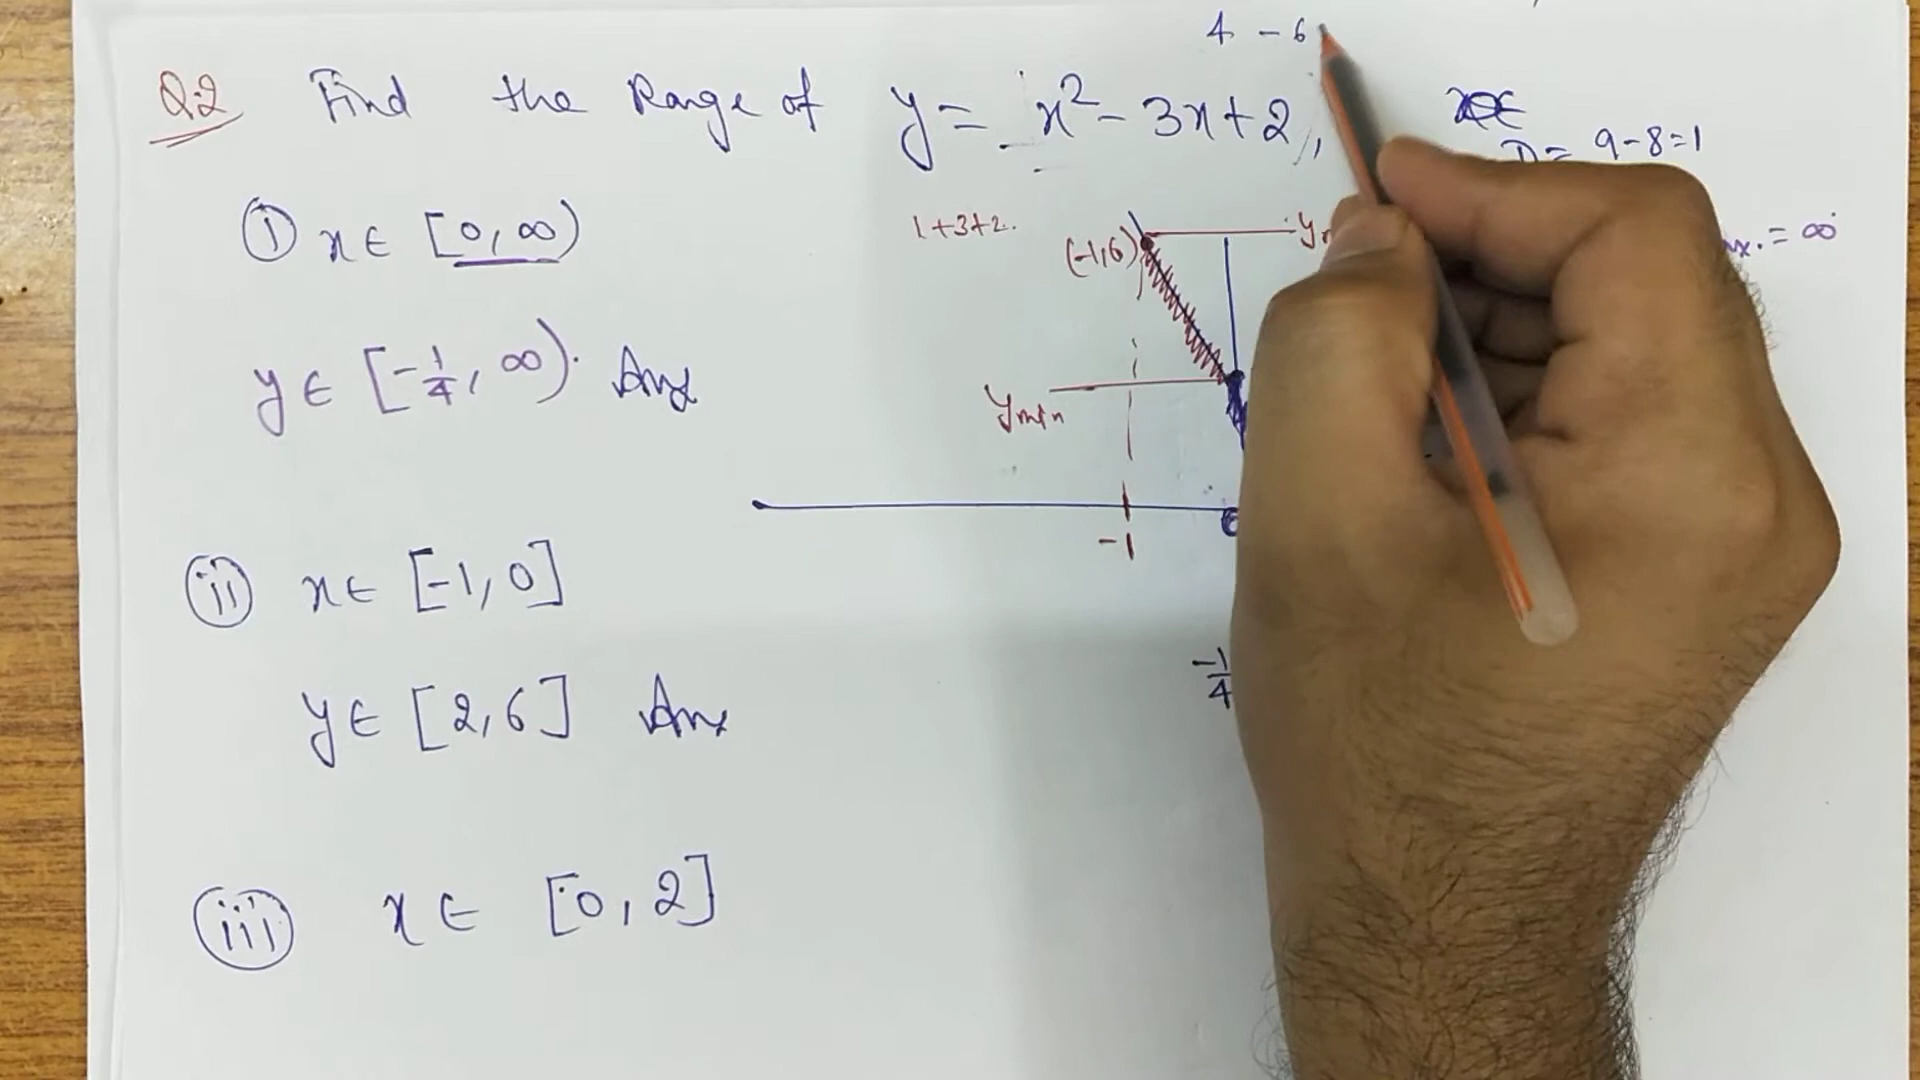 4 - 6
Q.2 Find the Range of y = x² - 3x + 2,
D = 9 - 8 = 1
(i) x ∈ [0, ∞)
1+3+2.
(-1, 6)
= ∞
y ∈ [-1/4, ∞). Ans
ymin
-1
(ii) x ∈ [-1, 0]
-1/4
y ∈ [2, 6] Ans
(iii) x ∈ [0, 2]